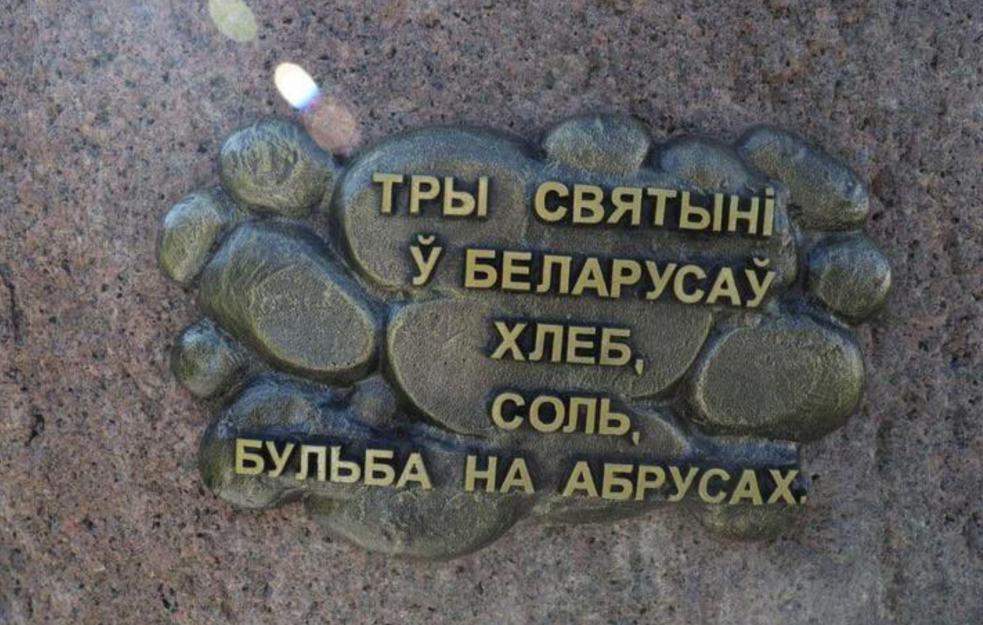 ТРЫ СВЯТЫНІ
Ў БЕЛАРУСАЎ
ХЛЕБ,
СОЛЬ,
БУЛЬБА НА АБРУСАХ.